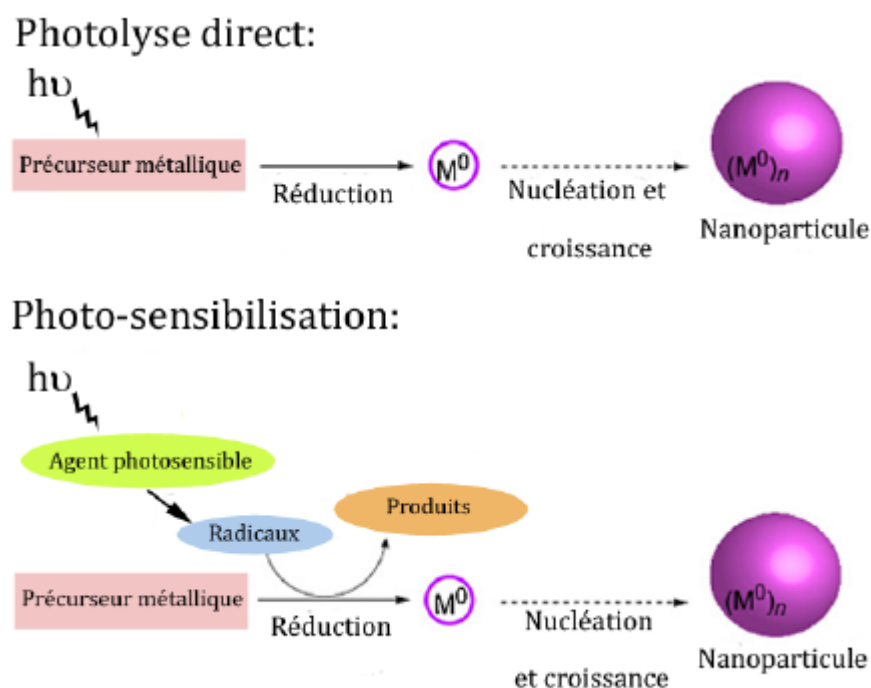 Photolyse direct:
hυ
Précurseur métallique
Réduction
M⁰
Nucléation et
croissance
(M⁰)ₙ
Nanoparticule
Photo-sensibilisation:
hυ
Agent photosensible
Radicaux
Produits
Précurseur métallique
Réduction
M⁰
Nucléation
et croissance
(M⁰)ₙ
Nanoparticule